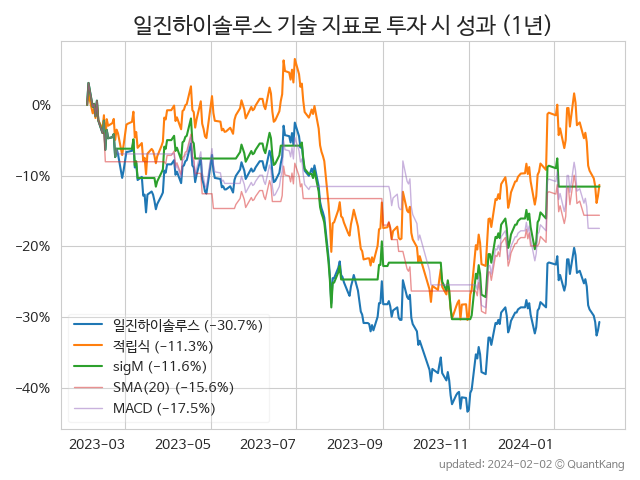 일진하이솔루스 기술 지표로 투자 시 성과 (1년)
0%
−10%
−20%
−30%
−40%
일진하이솔루스 (−30.7%)
적립식 (−11.3%)
sigM (−11.6%)
SMA(20) (−15.6%)
MACD (−17.5%)
2023−03 2023−05 2023−07 2023−09 2023−11 2024−01
updated: 2024-02-02 © QuantKang